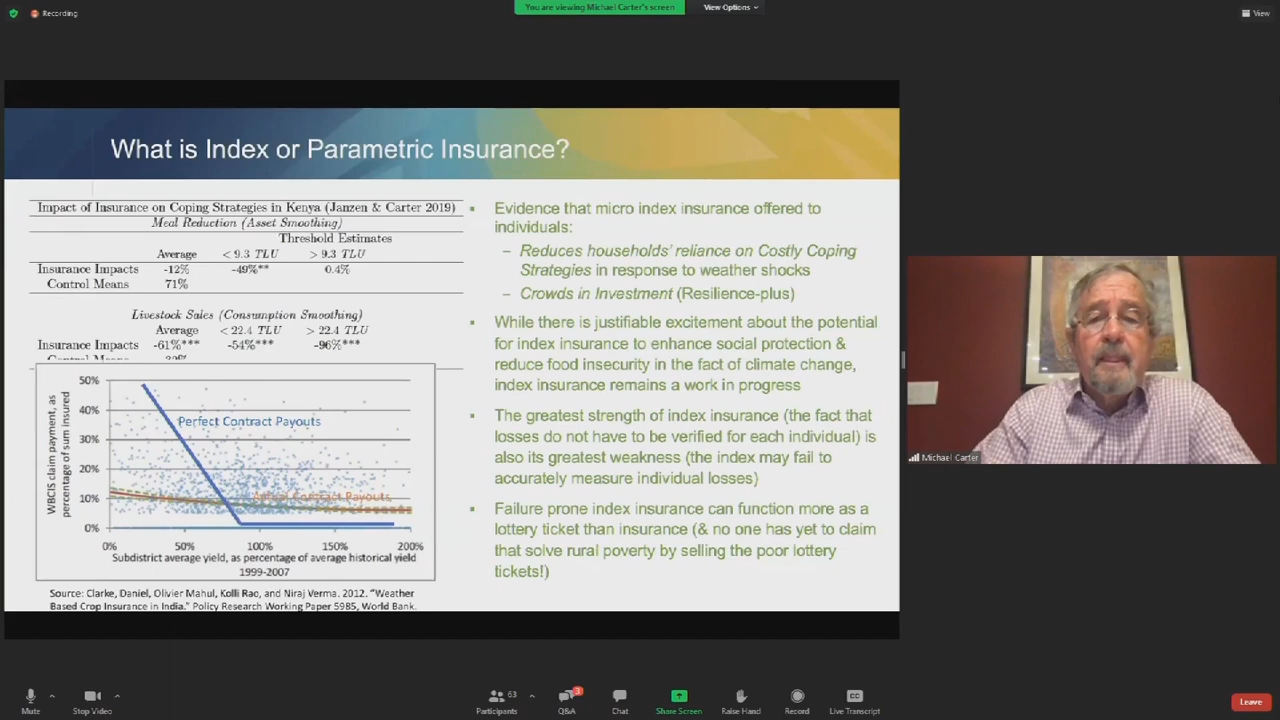 Recording
You are viewing Michael Carter's screen
View Options
View
What is Index or Parametric Insurance?
Impact of Insurance on Coping Strategies in Kenya (Janzen & Carter 2019)
Meal Reduction (Asset Smoothing)
Threshold Estimates
Average < 9.3 TLU > 9.3 TLU
Insurance Impacts -12% -49%** 0.4%
Control Means 71%
Livestock Sales (Consumption Smoothing)
Average < 22.4 TLU > 22.4 TLU
Insurance Impacts -61%*** -54%*** -96%***
Control Means
50%
40%
30%
20%
10%
0%
WBCIS claim payment, as
percentage of sum insured
Perfect Contract Payouts
Actual Contract Payouts
0% 50% 100% 150% 200%
Subdistrict average yield, as percentage of average historical yield
1999-2007
Source: Clarke, Daniel, Olivier Mahul, Kolli Rao, and Niraj Verma. 2012. "Weather
Based Crop Insurance in India." Policy Research Working Paper 5985, World Bank.
Evidence that micro index insurance offered to
individuals:
– Reduces households' reliance on Costly Coping
Strategies in response to weather shocks
– Crowds in Investment (Resilience-plus)
While there is justifiable excitement about the potential
for index insurance to enhance social protection &
reduce food insecurity in the fact of climate change,
index insurance remains a work in progress
The greatest strength of index insurance (the fact that
losses do not have to be verified for each individual) is
also its greatest weakness (the index may fail to
accurately measure individual losses)
Failure prone index insurance can function more as a
lottery ticket than insurance (& no one has yet to claim
that solve rural poverty by selling the poor lottery
tickets!)
Michael Carter
Mute
Stop Video
63
Participants
3
Q&A
Chat
Share Screen
Raise Hand
Record
CC
Live Transcript
Leave